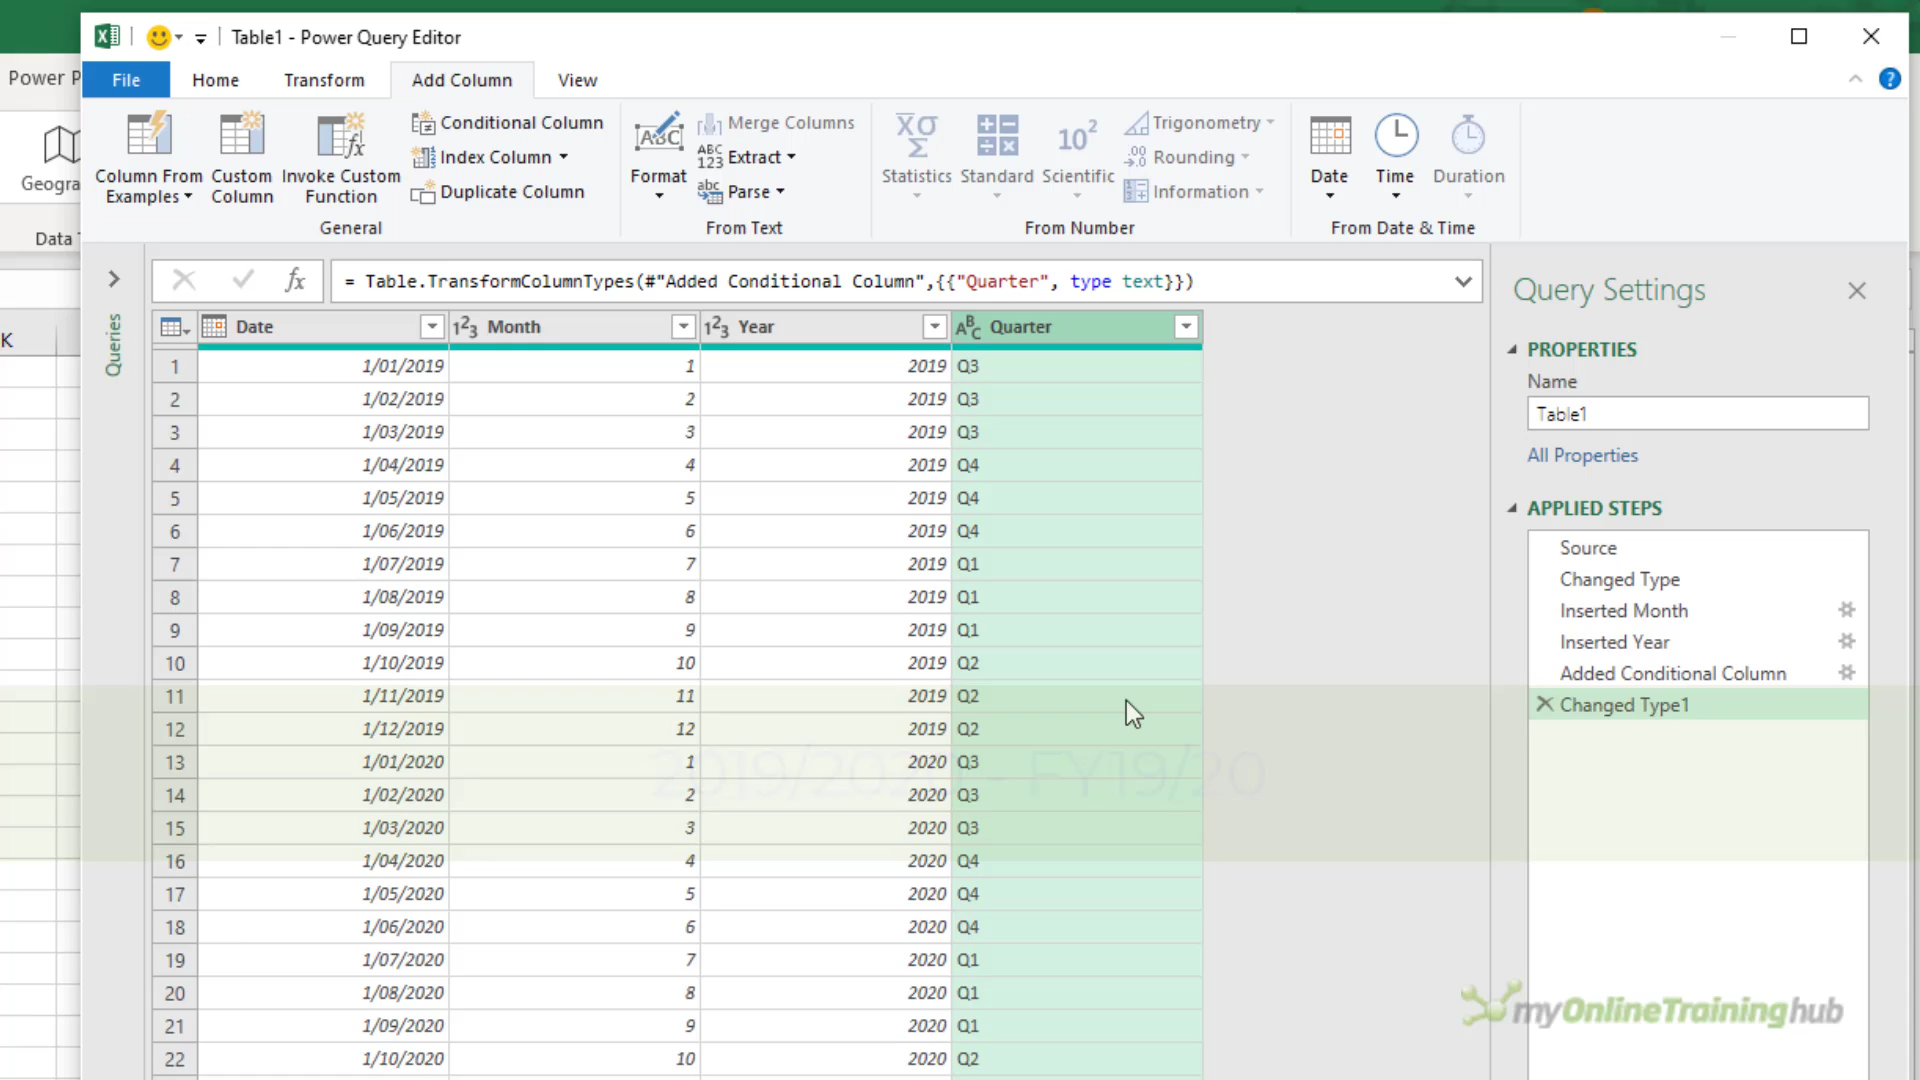 Table1 - Power Query Editor
Power P
File Home Transform Add Column View
Column From Examples
Custom Column
Invoke Custom Function
Conditional Column
Index Column
Duplicate Column
General
Format
Merge Columns
Extract
Parse
From Text
Statistics
Standard
Scientific
Trigonometry
Rounding
Information
From Number
Date
Time
Duration
From Date & Time
Geogra
Data T
= Table.TransformColumnTypes(#"Added Conditional Column",{{"Quarter", type text}})
K
Queries
Date Month Year Quarter
1 1/01/2019 1 2019 Q3
2 1/02/2019 2 2019 Q3
3 1/03/2019 3 2019 Q3
4 1/04/2019 4 2019 Q4
5 1/05/2019 5 2019 Q4
6 1/06/2019 6 2019 Q4
7 1/07/2019 7 2019 Q1
8 1/08/2019 8 2019 Q1
9 1/09/2019 9 2019 Q1
10 1/10/2019 10 2019 Q2
11 1/11/2019 11 2019 Q2
12 1/12/2019 12 2019 Q2
13 1/01/2020 1 2020 Q3
14 1/02/2020 2 2020 Q3
15 1/03/2020 3 2020 Q3
16 1/04/2020 4 2020 Q4
17 1/05/2020 5 2020 Q4
18 1/06/2020 6 2020 Q4
19 1/07/2020 7 2020 Q1
20 1/08/2020 8 2020 Q1
21 1/09/2020 9 2020 Q1
22 1/10/2020 10 2020 Q2
2019/2020 - FY19/20
Query Settings
PROPERTIES
Name
Table1
All Properties
APPLIED STEPS
Source
Changed Type
Inserted Month
Inserted Year
Added Conditional Column
Changed Type1
myOnlineTraininghub